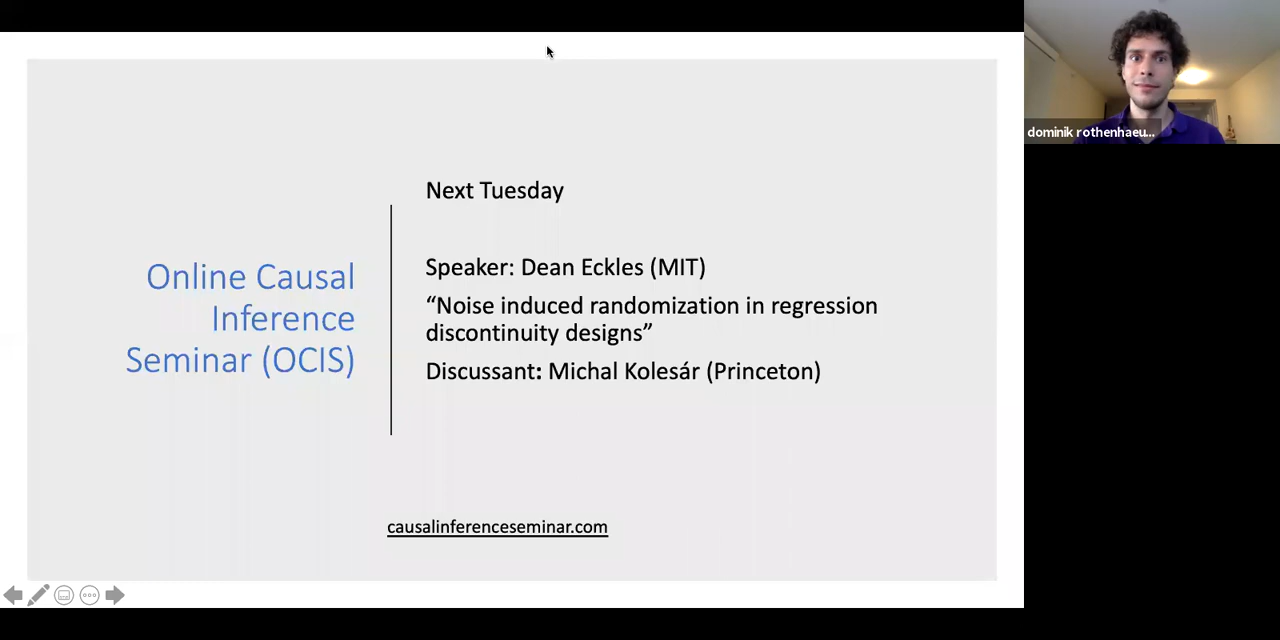 Next Tuesday
Online Causal
Inference
Seminar (OCIS)
Speaker: Dean Eckles (MIT)
“Noise induced randomization in regression
discontinuity designs”
Discussant: Michal Kolesár (Princeton)
causalinferenceseminar.com
dominik rothenhaeu...